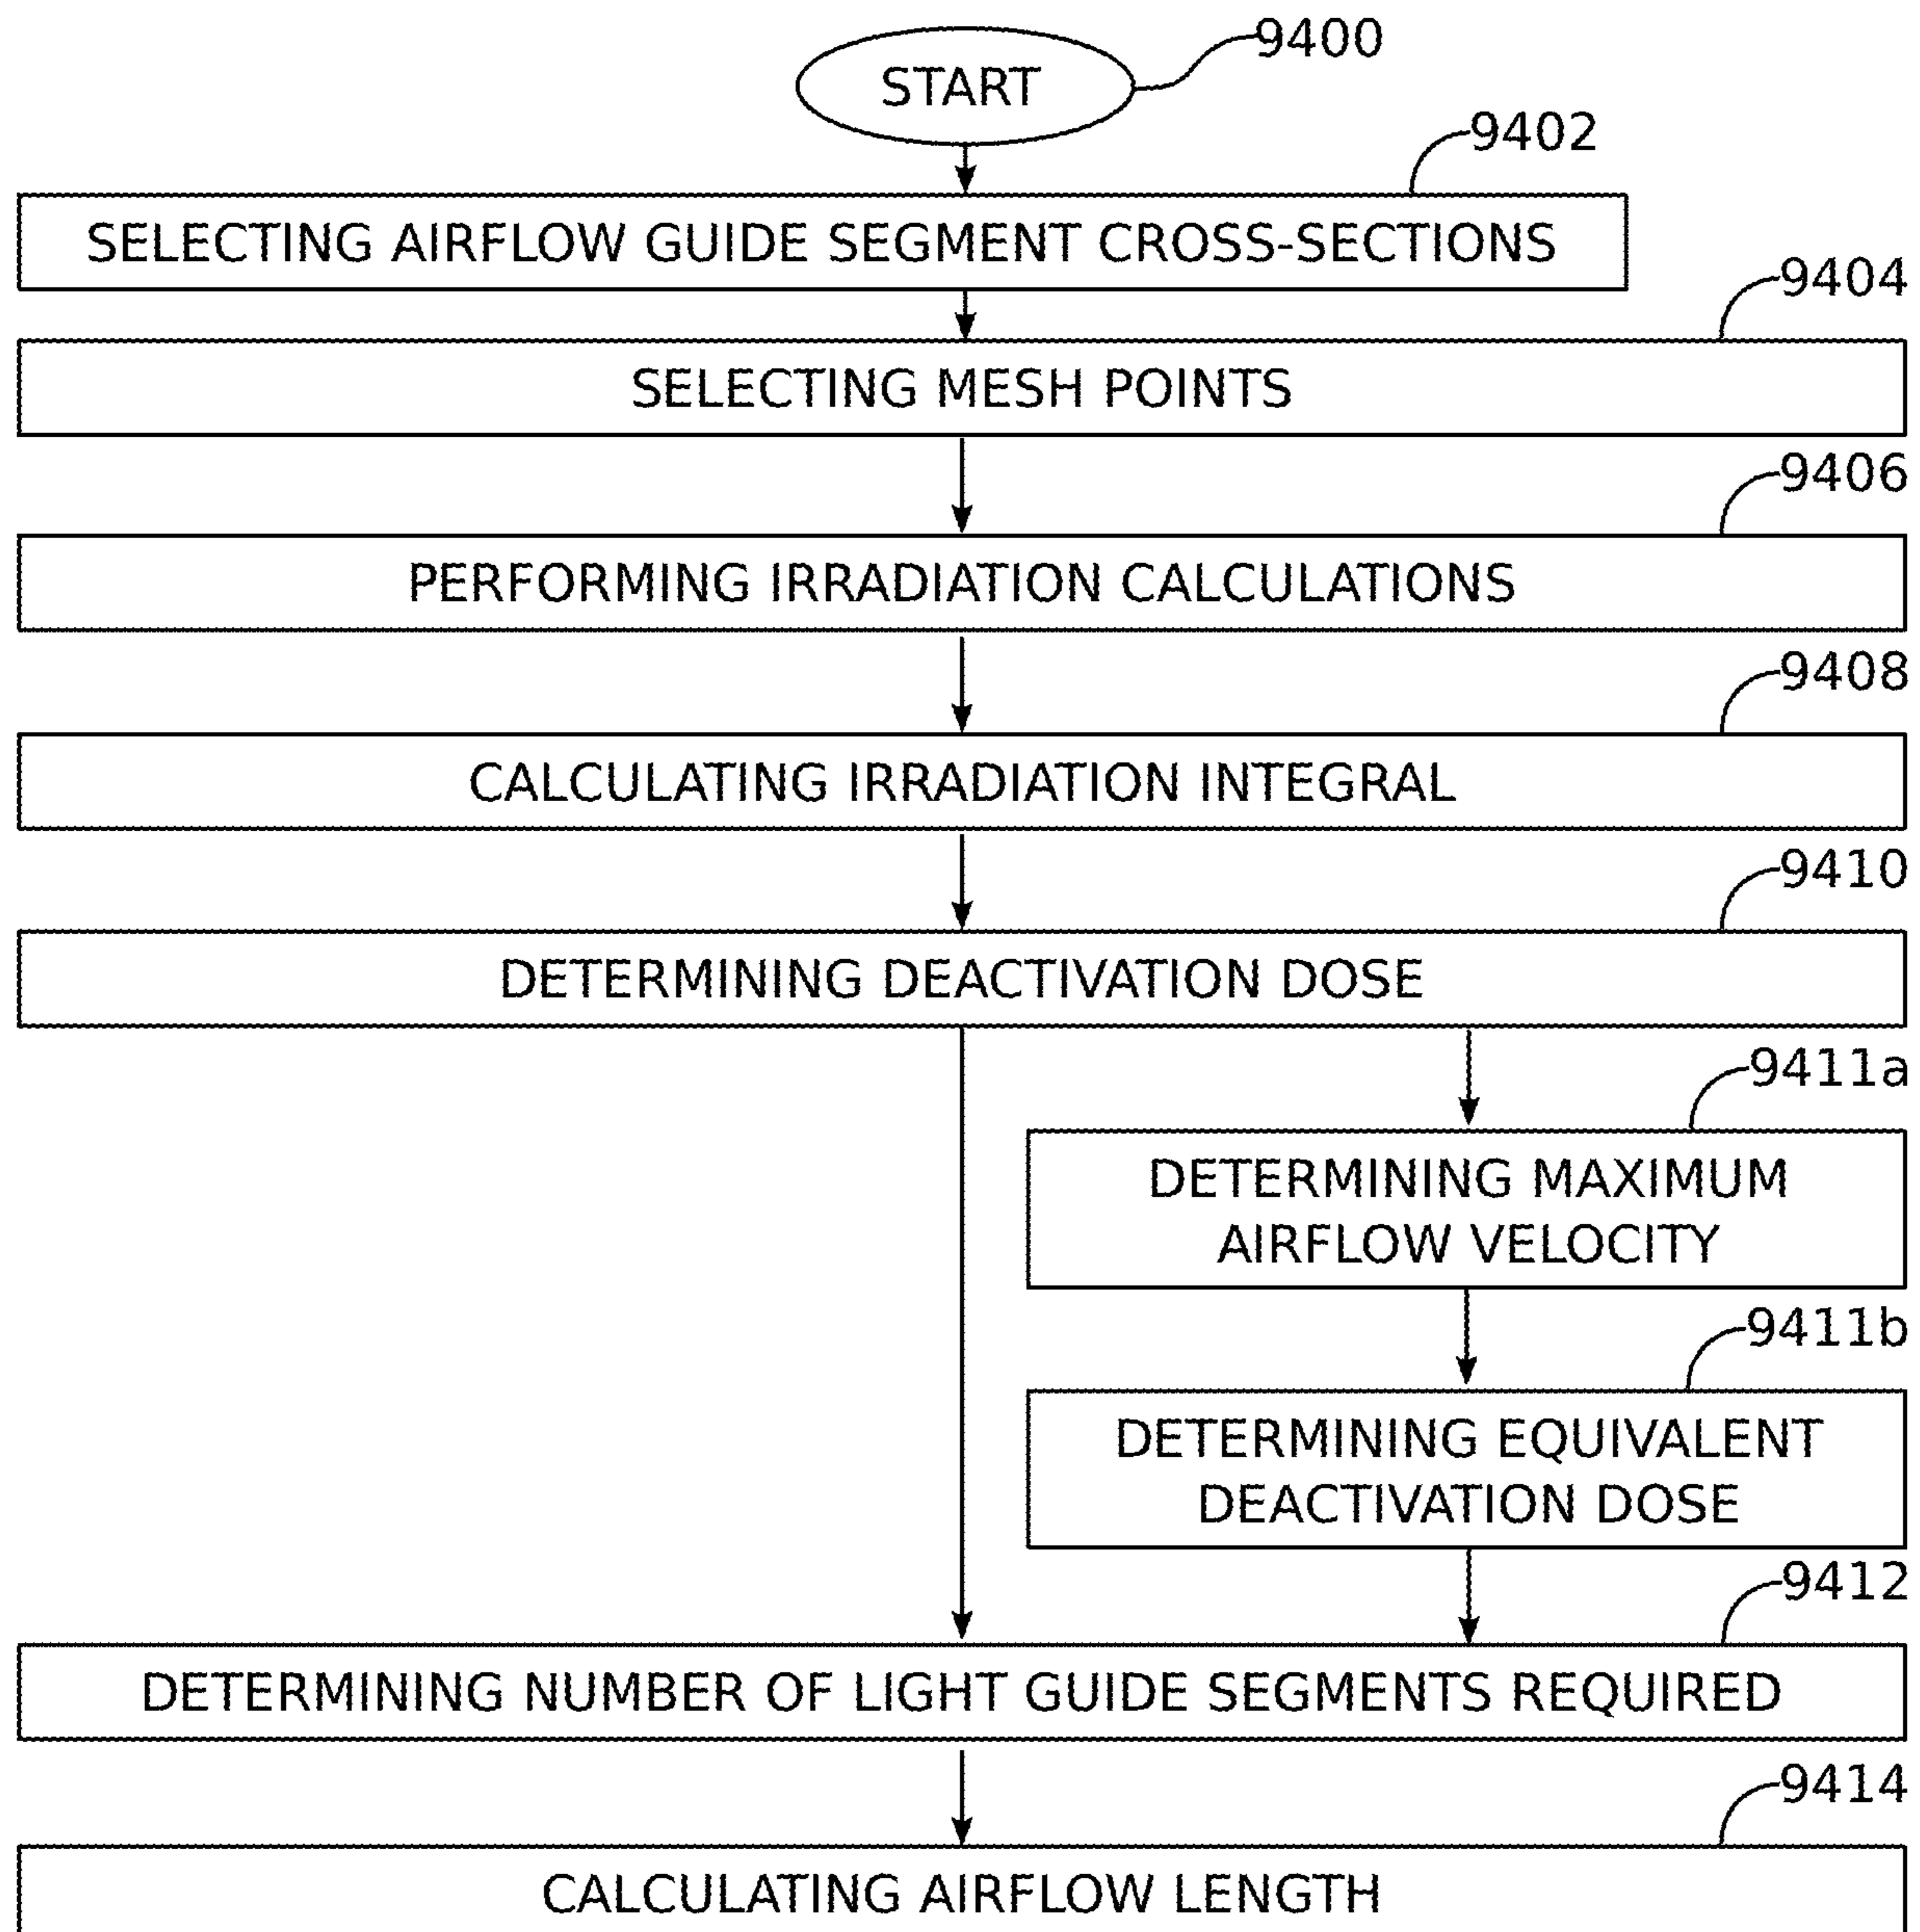 START
9400
9402
SELECTING AIRFLOW GUIDE SEGMENT CROSS-SECTIONS
9404
SELECTING MESH POINTS
9406
PERFORMING IRRADIATION CALCULATIONS
9408
CALCULATING IRRADIATION INTEGRAL
9410
DETERMINING DEACTIVATION DOSE
9411a
DETERMINING MAXIMUM
AIRFLOW VELOCITY
9411b
DETERMINING EQUIVALENT
DEACTIVATION DOSE
9412
DETERMINING NUMBER OF LIGHT GUIDE SEGMENTS REQUIRED
9414
CALCULATING AIRFLOW LENGTH